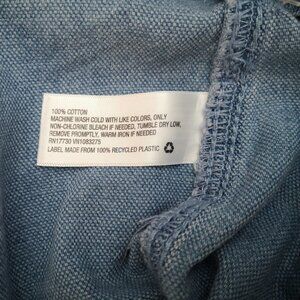 100% COTTON
MACHINE WASH COLD WITH LIKE COLORS, ONLY
NON-CHLORINE BLEACH IF NEEDED, TUMBLE DRY LOW,
REMOVE PROMPTLY, WARM IRON IF NEEDED
RN17730 VN1083275
LABEL MADE FROM 100% RECYCLED PLASTIC